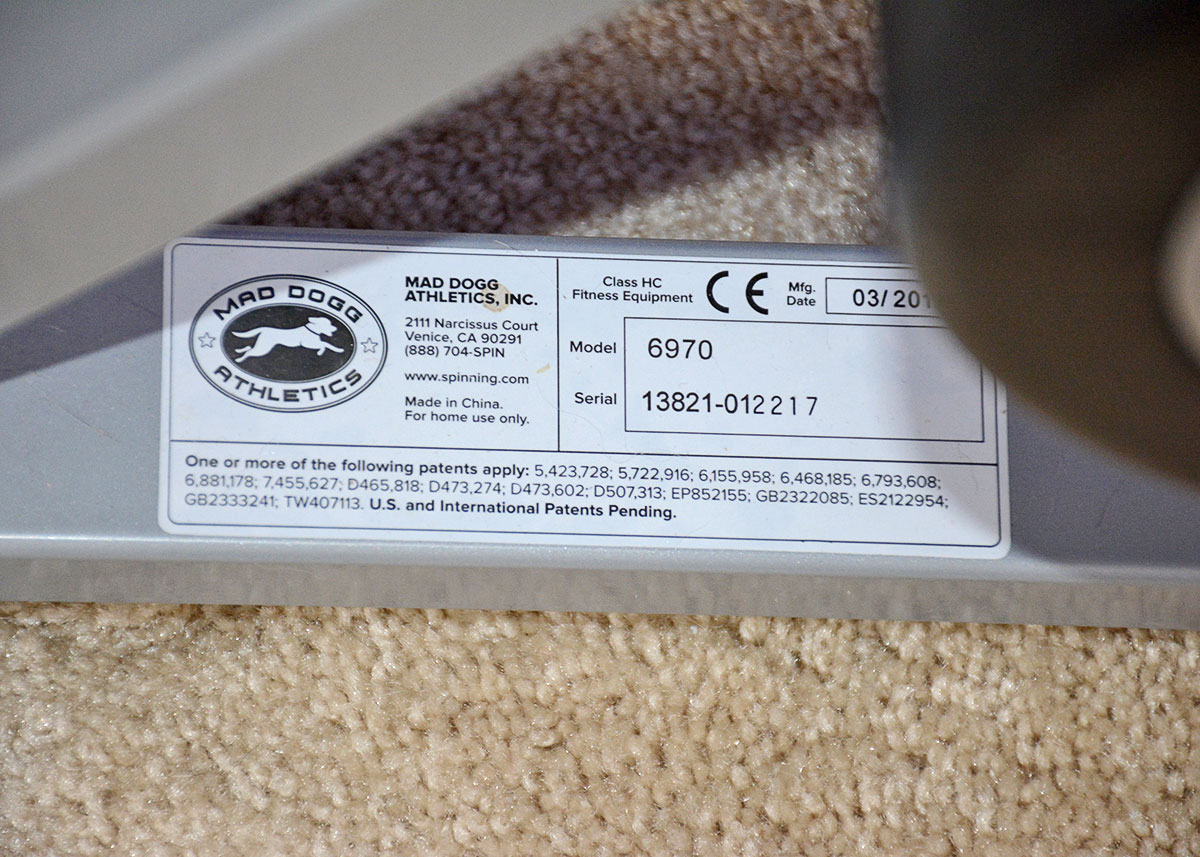 MAD DOGG
ATHLETICS
MAD DOGG
ATHLETICS, INC.
2111 Narcissus Court
Venice, CA 90291
(888) 704-SPIN
www.spinning.com
Made in China.
For home use only.
Class HC
Fitness Equipment
CE
Mfg.
Date
03/201
Model
6970
Serial
13821-012217
One or more of the following patents apply: 5,423,728; 5,722,916; 6,155,958; 6,468,185; 6,793,608;
6,881,178; 7,455,627; D465,818; D473,274; D473,602; D507,313; EP852155; GB2322085; ES2122954;
GB2333241; TW407113. U.S. and International Patents Pending.